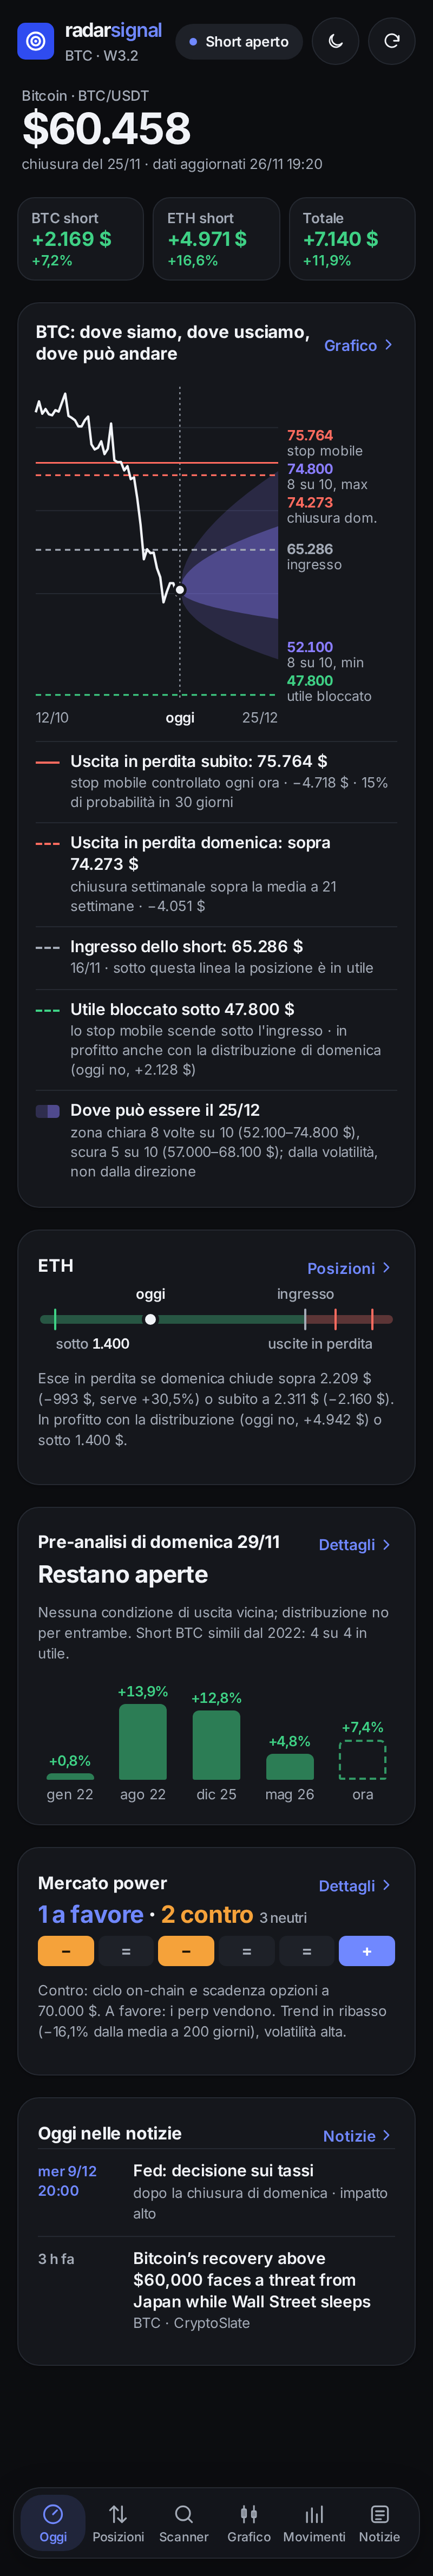 radarsignal
BTC · W3.2
Short aperto
Bitcoin · BTC/USDT
$60.458
chiusura del 25/11 · dati aggiornati 26/11 19:20
BTC short
+2.169 $
+7,2%
ETH short
+4.971 $
+16,6%
Totale
+7.140 $
+11,9%
BTC: dove siamo, dove usciamo,
dove può andare
Grafico
75.764
stop mobile
74.800
8 su 10, max
74.273
chiusura dom.
65.286
ingresso
52.100
8 su 10, min
47.800
utile bloccato
12/10
oggi
25/12
Uscita in perdita subito: 75.764 $
stop mobile controllato ogni ora · −4.718 $ · 15%
di probabilità in 30 giorni
Uscita in perdita domenica: sopra
74.273 $
chiusura settimanale sopra la media a 21
settimane · −4.051 $
Ingresso dello short: 65.286 $
16/11 · sotto questa linea la posizione è in utile
Utile bloccato sotto 47.800 $
lo stop mobile scende sotto l'ingresso · in
profitto anche con la distribuzione di domenica
(oggi no, +2.128 $)
Dove può essere il 25/12
zona chiara 8 volte su 10 (52.100–74.800 $),
scura 5 su 10 (57.000–68.100 $); dalla volatilità,
non dalla direzione
ETH
Posizioni
oggi
ingresso
sotto 1.400
uscite in perdita
Esce in perdita se domenica chiude sopra 2.209 $
(−993 $, serve +30,5%) o subito a 2.311 $ (−2.160 $).
In profitto con la distribuzione (oggi no, +4.942 $) o
sotto 1.400 $.
Pre-analisi di domenica 29/11
Dettagli
Restano aperte
Nessuna condizione di uscita vicina; distribuzione no
per entrambe. Short BTC simili dal 2022: 4 su 4 in
utile.
+0,8%
+13,9%
+12,8%
+4,8%
+7,4%
gen 22
ago 22
dic 25
mag 26
ora
Mercato power
Dettagli
1 a favore · 2 contro 3 neutri
− = − = = +
Contro: ciclo on-chain e scadenza opzioni a
70.000 $. A favore: i perp vendono. Trend in ribasso
(−16,1% dalla media a 200 giorni), volatilità alta.
Oggi nelle notizie
Notizie
mer 9/12
20:00
Fed: decisione sui tassi
dopo la chiusura di domenica · impatto
alto
3 h fa
Bitcoin’s recovery above
$60,000 faces a threat from
Japan while Wall Street sleeps
BTC · CryptoSlate
Oggi
Posizioni
Scanner
Grafico
Movimenti
Notizie